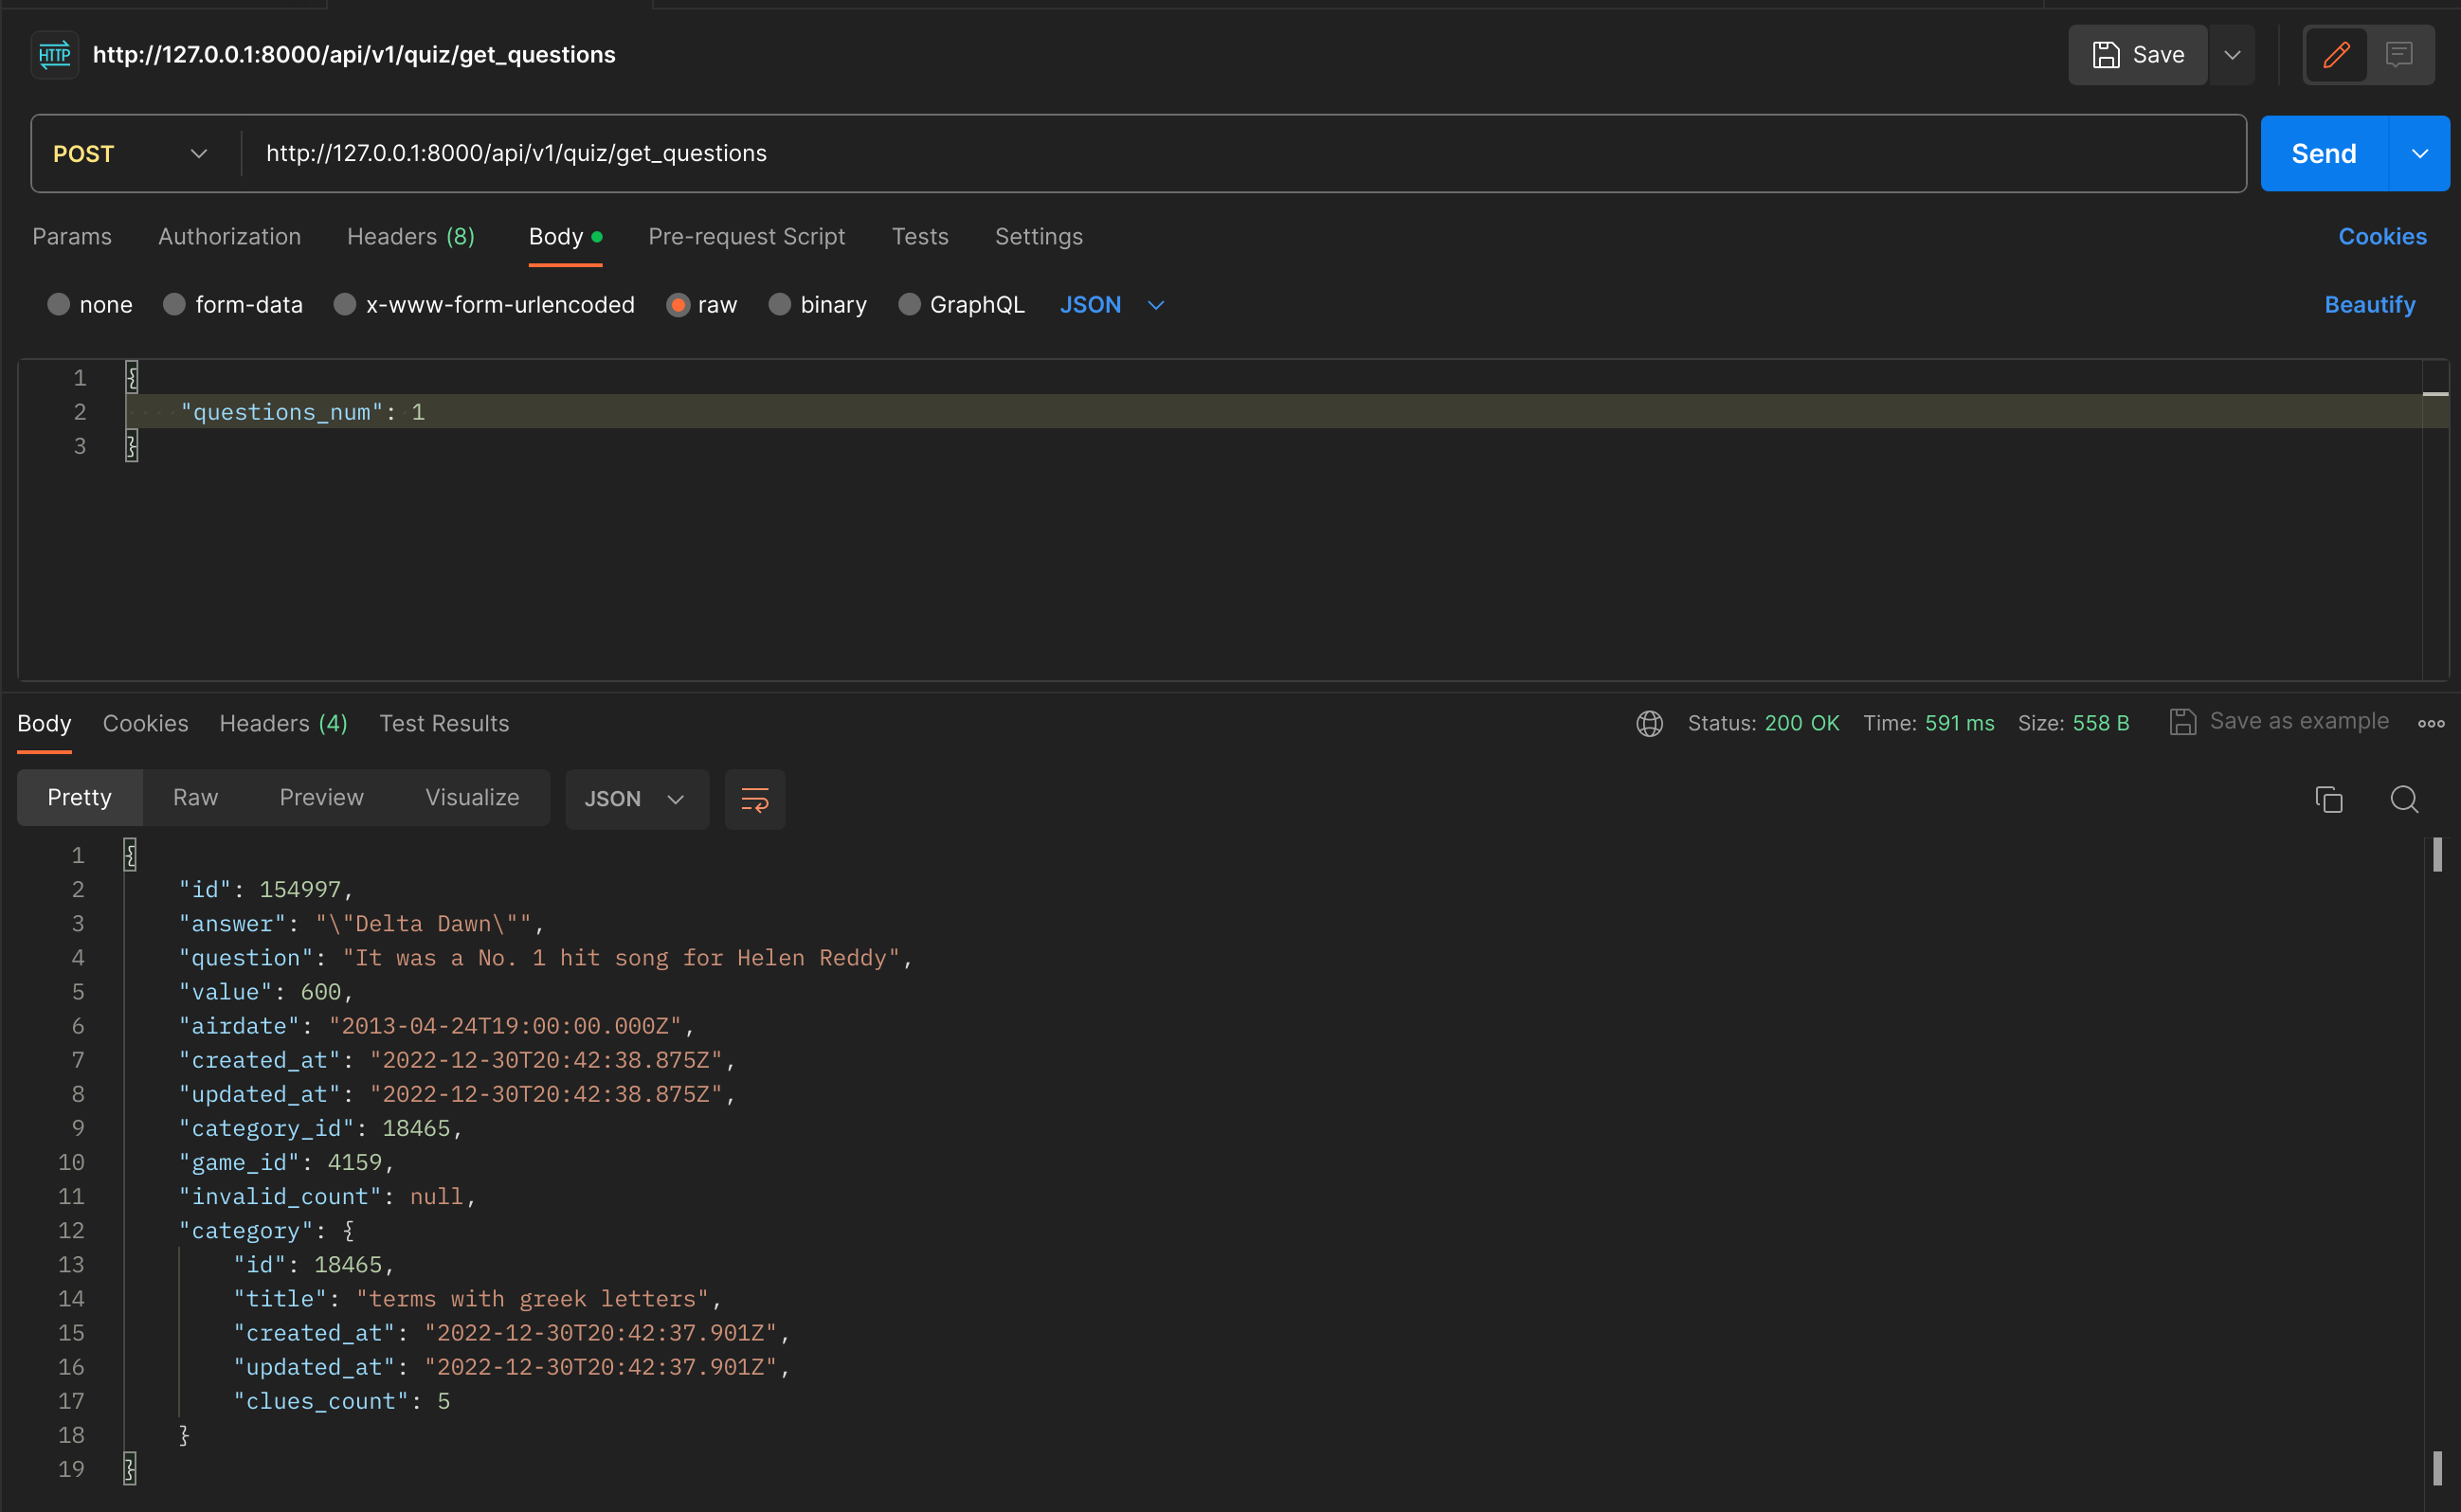 HTTP http://127.0.0.1:8000/api/v1/quiz/get_questions Save
POST http://127.0.0.1:8000/api/v1/quiz/get_questions Send
Params Authorization Headers (8) Body Pre-request Script Tests Settings Cookies
none form-data x-www-form-urlencoded raw binary GraphQL JSON Beautify
1 {
2 "questions_num": 1
3 }
Body Cookies Headers (4) Test Results Status: 200 OK Time: 591 ms Size: 558 B Save as example
Pretty Raw Preview Visualize JSON
1 {
2 "id": 154997,
3 "answer": "\"Delta Dawn\"",
4 "question": "It was a No. 1 hit song for Helen Reddy",
5 "value": 600,
6 "airdate": "2013-04-24T19:00:00.000Z",
7 "created_at": "2022-12-30T20:42:38.875Z",
8 "updated_at": "2022-12-30T20:42:38.875Z",
9 "category_id": 18465,
10 "game_id": 4159,
11 "invalid_count": null,
12 "category": {
13 "id": 18465,
14 "title": "terms with greek letters",
15 "created_at": "2022-12-30T20:42:37.901Z",
16 "updated_at": "2022-12-30T20:42:37.901Z",
17 "clues_count": 5
18 }
19 }